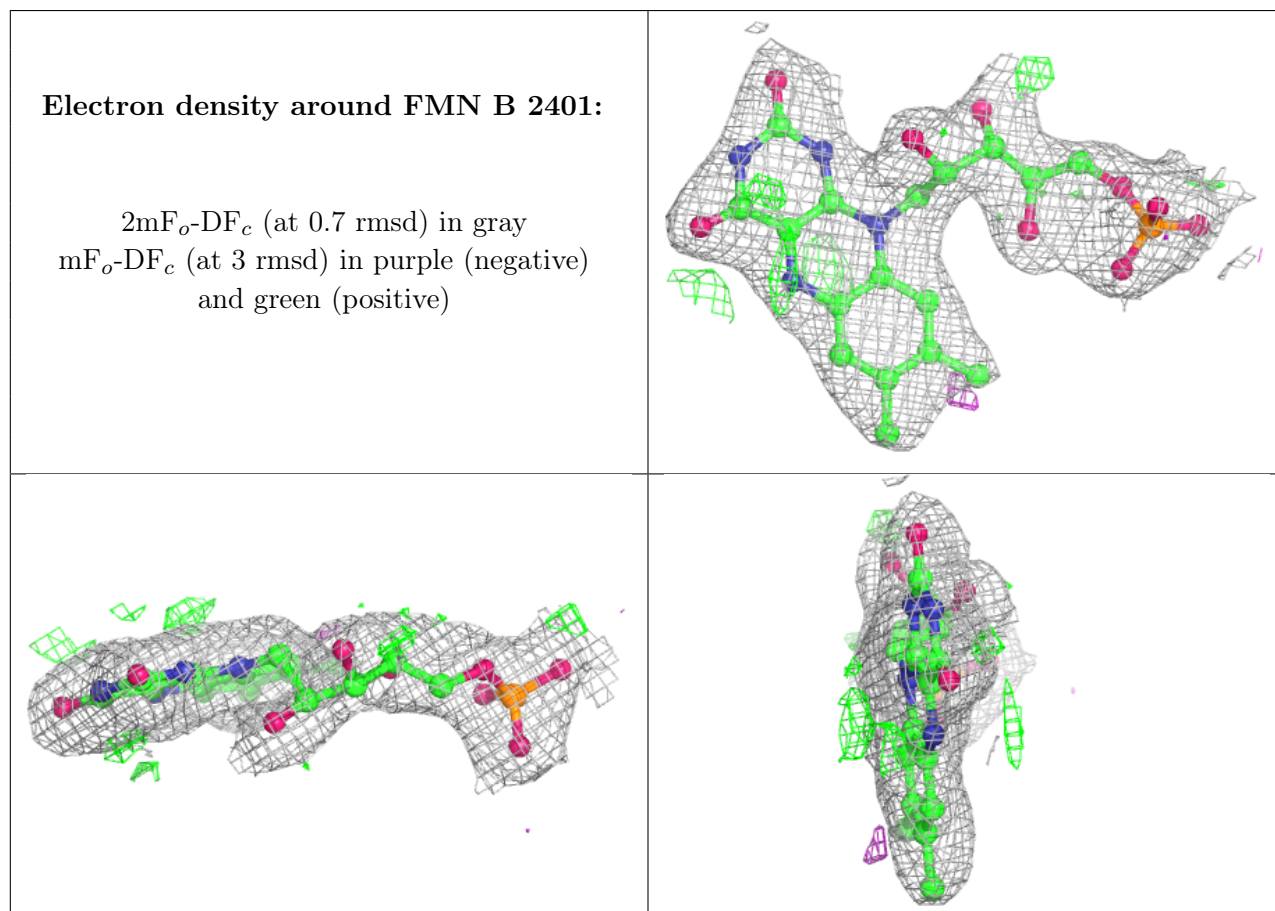 Electron density around FMN B 2401:
2mFo-DFc (at 0.7 rmsd) in gray
mFo-DFc (at 3 rmsd) in purple (negative)
and green (positive)